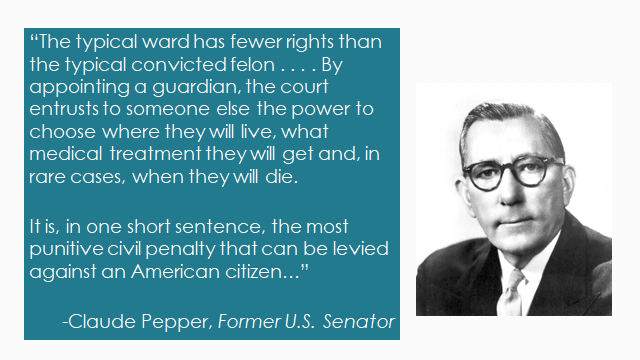 “The typical ward has fewer rights than
the typical convicted felon . . . . By
appointing a guardian, the court
entrusts to someone else the power to
choose where they will live, what
medical treatment they will get and, in
rare cases, when they will die.
It is, in one short sentence, the most
punitive civil penalty that can be levied
against an American citizen…”
-Claude Pepper, Former U.S. Senator